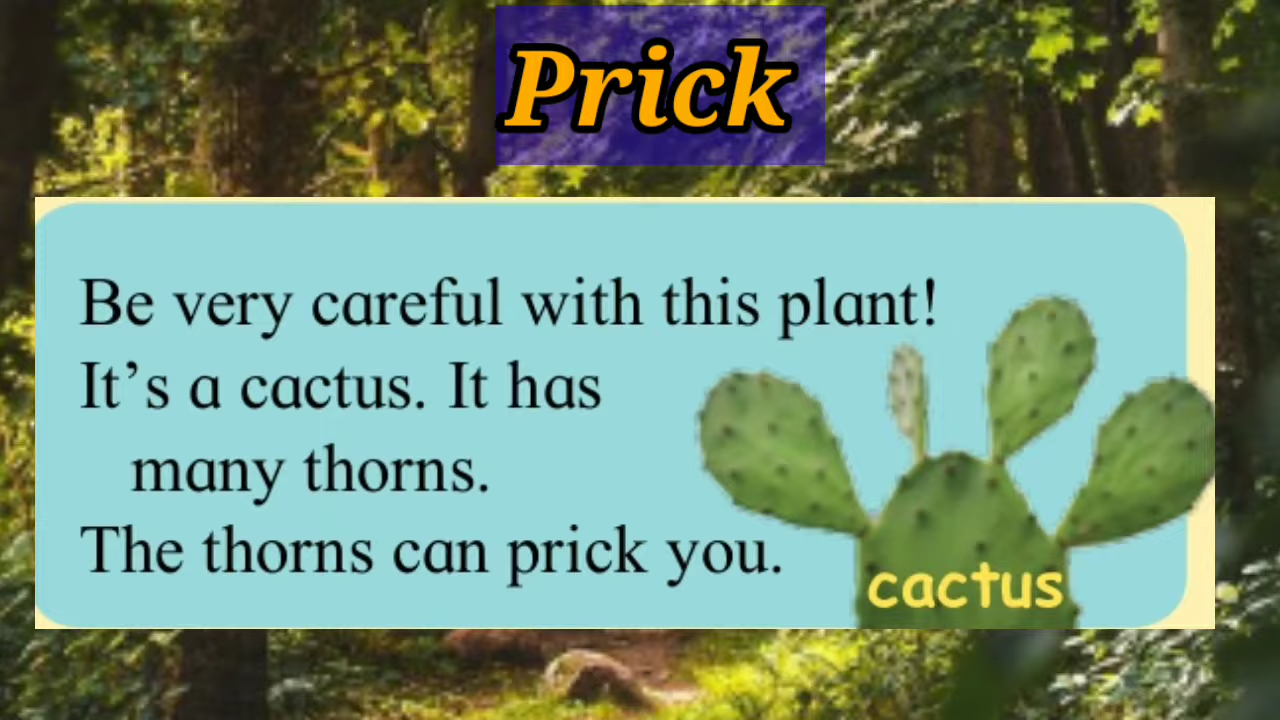 Prick
Be very careful with this plant!
It’s a cactus. It has
many thorns.
The thorns can prick you.
cactus